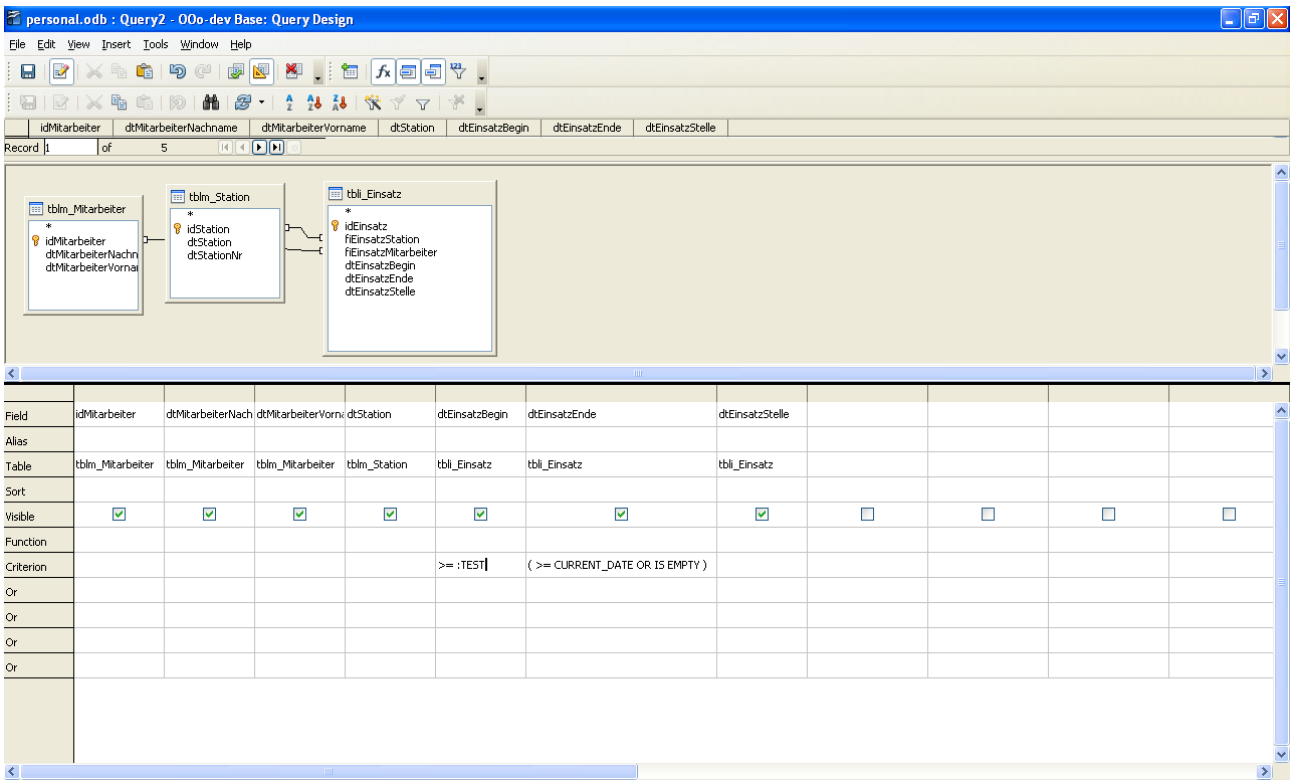 personal.odb : Query2 - OOo-dev Base: Query Design
File Edit View Insert Tools Window Help
idMitarbeiter dtMitarbeiterNachname dtMitarbeiterVorname dtStation dtEinsatzBegin dtEinsatzEnde dtEinsatzStelle
Record 1 of 5
tblm_Mitarbeiter
*
idMitarbeiter
dtMitarbeiterNachn
dtMitarbeiterVornar
tblm_Station
*
idStation
dtStation
dtStationNr
tbli_Einsatz
*
idEinsatz
fiEinsatzStation
fiEinsatzMitarbeiter
dtEinsatzBegin
dtEinsatzEnde
dtEinsatzStelle
Field idMitarbeiter dtMitarbeiterNach dtMitarbeiterVorna dtStation dtEinsatzBegin dtEinsatzEnde dtEinsatzStelle
Alias
Table tblm_Mitarbeiter tblm_Mitarbeiter tblm_Mitarbeiter tblm_Station tbli_Einsatz tbli_Einsatz tbli_Einsatz
Sort
Visible
Function
Criterion >= :TEST ( >= CURRENT_DATE OR IS EMPTY )
Or
Or
Or
Or